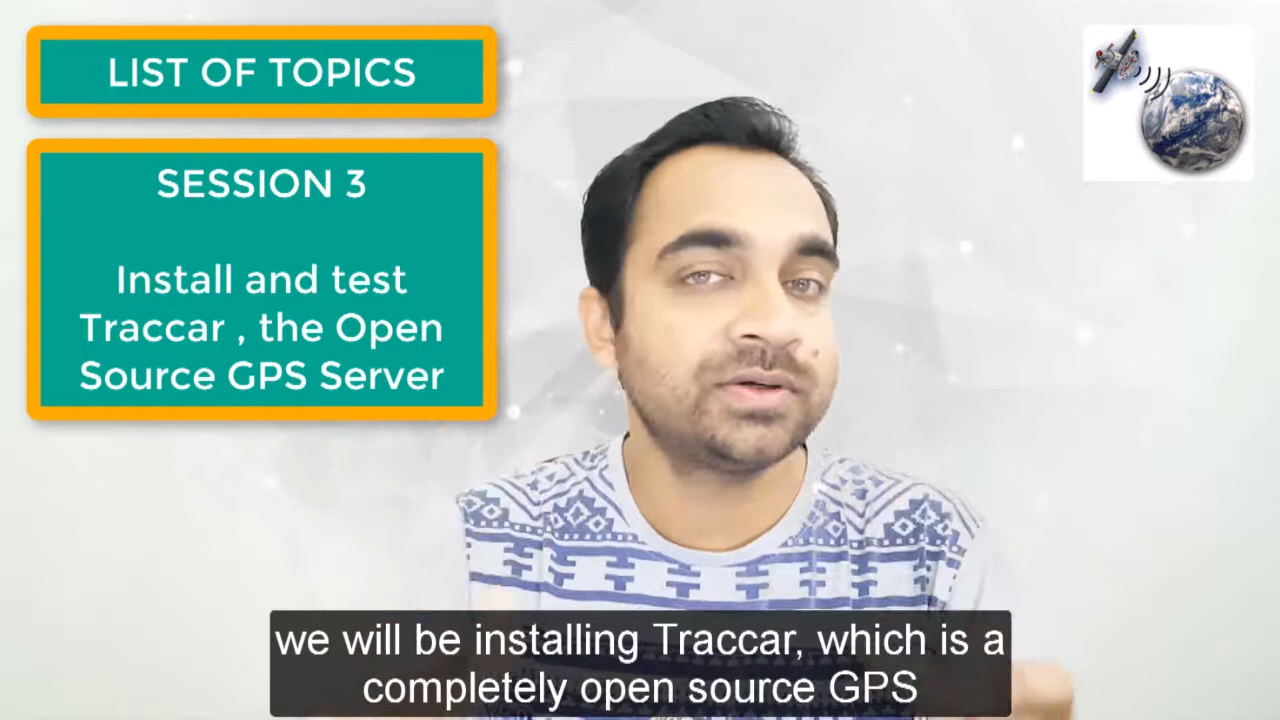 LIST OF TOPICS
SESSION 3
Install and test
Traccar , the Open
Source GPS Server
we will be installing Traccar, which is a
completely open source GPS